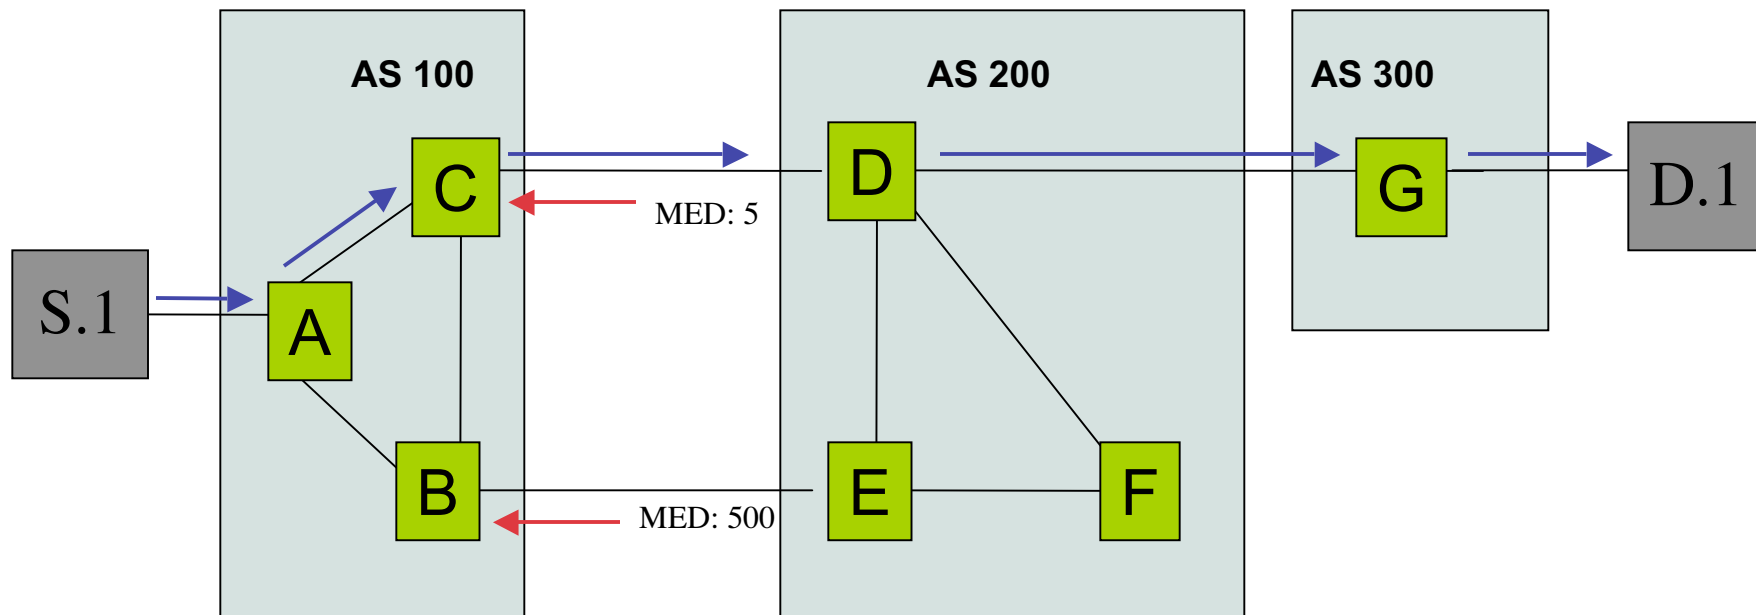 AS 100
AS 200
AS 300
C
D
G
D.1
MED: 5
S.1
A
B
E
F
MED: 500